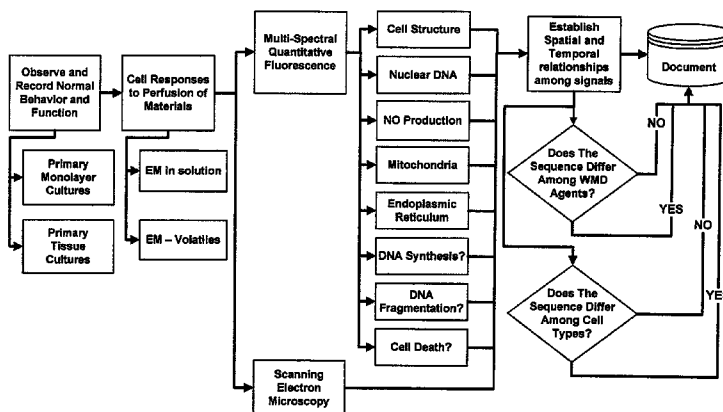 Observe and
Record Normal
Behavior and
Function
Primary
Monolayer
Cultures
Primary
Tissue
Cultures
Cell Responses
to Perfusion of
Materials
EM in solution
EM – Volatiles
Multi-Spectral
Quantitative
Fluorescence
Scanning
Electron
Microscopy
Cell Structure
Nuclear DNA
NO Production
Mitochondria
Endoplasmic
Reticulum
DNA Synthesis?
DNA
Fragmentation?
Cell Death?
Establish
Spatial and
Temporal
relationships
among signals
Document
Does The
Sequence Differ
Among WMD
Agents?
NO
YES
Does The
Sequence Differ
Among Cell
Types?
NO
YE